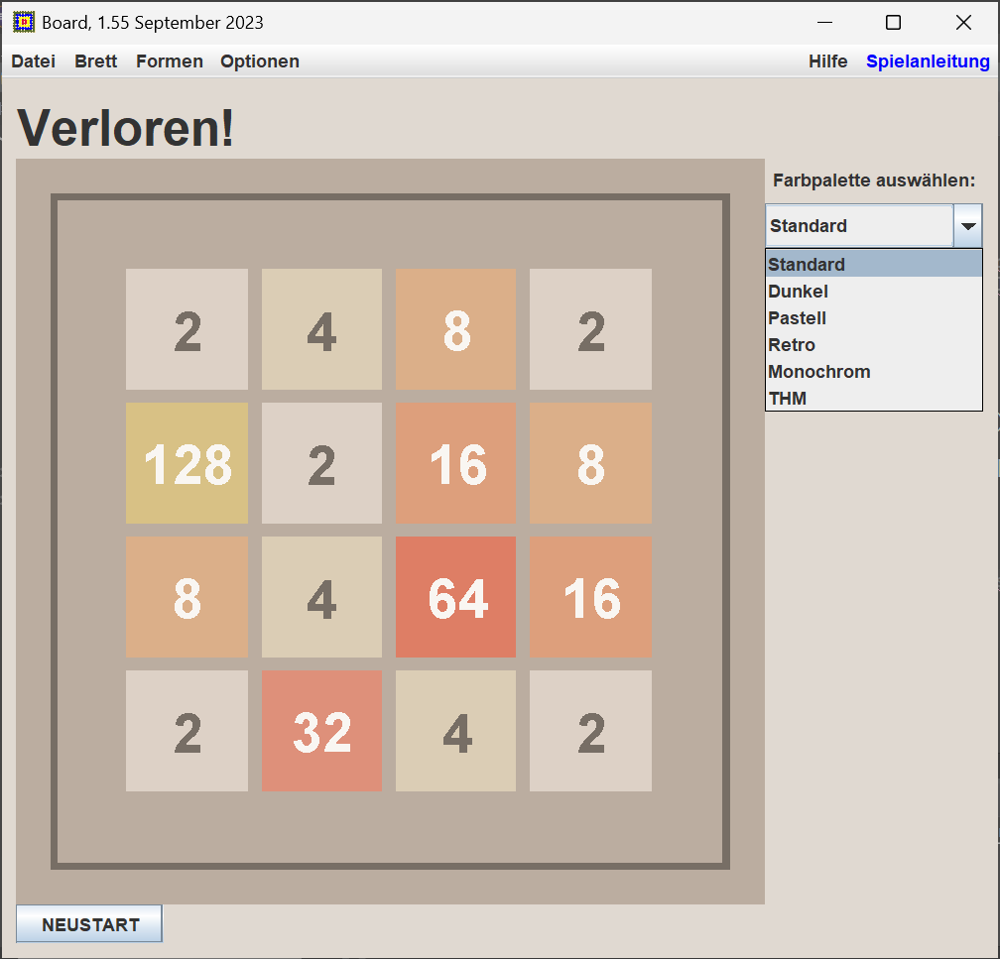 Board, 1.55 September 2023
Datei Brett Formen Optionen Hilfe Spielanleitung
Verloren!
Farbpalette auswählen:
Standard
Standard
Dunkel
Pastell
Retro
Monochrom
THM
2 4 8 2
128 2 16 8
8 4 64 16
2 32 4 2
NEUSTART